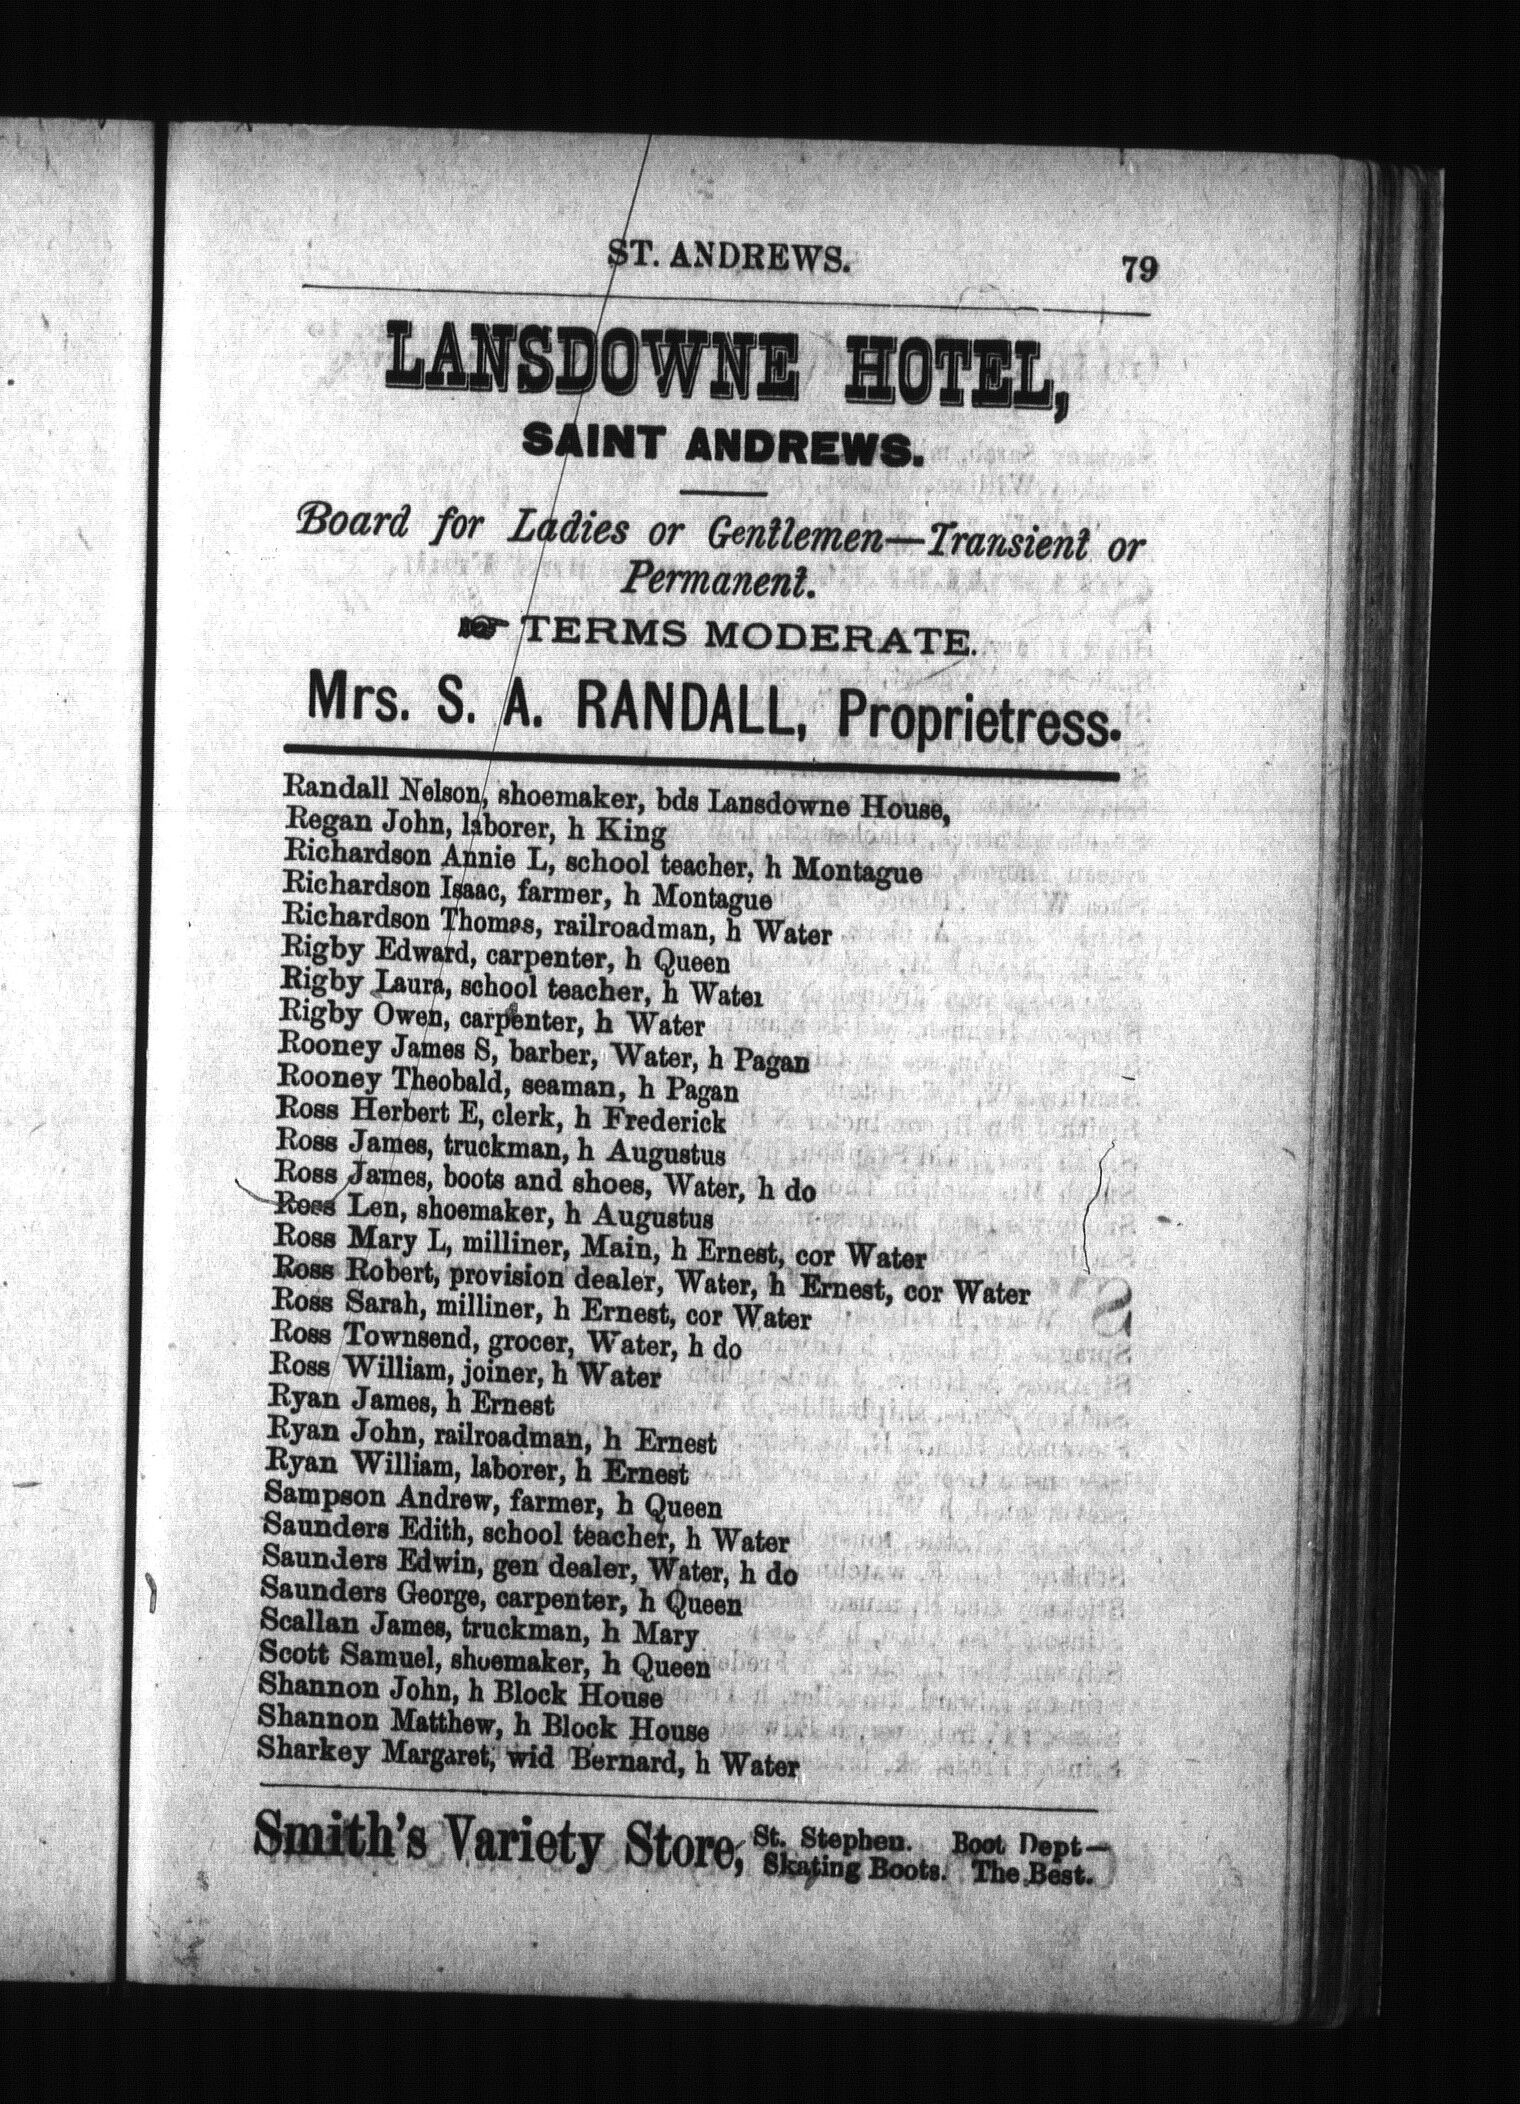 ST. ANDREWS. 79
LANSDOWNE HOTEL,
SAINT ANDREWS.
Board for Ladies or Gentlemen—Transient or
Permanent.
☞ TERMS MODERATE.
Mrs. S. A. RANDALL, Proprietress.
Randall Nelson, shoemaker, bds Lansdowne House,
Regan John, laborer, h King
Richardson Annie L, school teacher, h Montague
Richardson Isaac, farmer, h Montague
Richardson Thomas, railroadman, h Water
Rigby Edward, carpenter, h Queen
Rigby Laura, school teacher, h Water
Rigby Owen, carpenter, h Water
Rooney James S, barber, Water, h Pagan
Rooney Theobald, seaman, h Pagan
Ross Herbert E, clerk, h Frederick
Ross James, truckman, h Augustus
Ross James, boots and shoes, Water, h do
Ross Len, shoemaker, h Augustus
Ross Mary L, milliner, Main, h Ernest, cor Water
Ross Robert, provision dealer, Water, h Ernest, cor Water
Ross Sarah, milliner, h Ernest, cor Water
Ross Townsend, grocer, Water, h do
Ross William, joiner, h Water
Ryan James, h Ernest
Ryan John, railroadman, h Ernest
Ryan William, laborer, h Ernest
Sampson Andrew, farmer, h Queen
Saunders Edith, school teacher, h Water
Saunders Edwin, gen dealer, Water, h do
Saunders George, carpenter, h Queen
Scallan James, truckman, h Mary
Scott Samuel, shoemaker, h Queen
Shannon John, h Block House
Shannon Matthew, h Block House
Sharkey Margaret, wid Bernard, h Water
Smith's Variety Store, St. Stephen. Boot Dept—
Skating Boots. The Best.